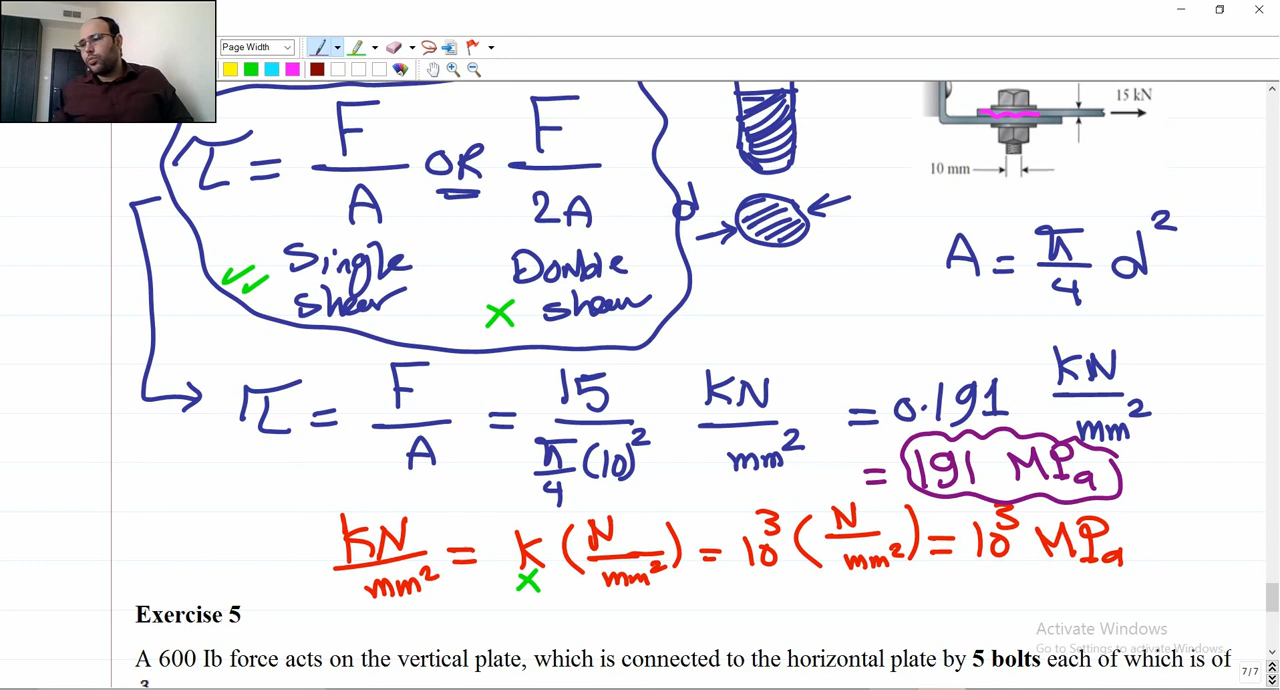 Page Width
15 kN
10 mm
τ = F/A OR F/2A
d
Single shear
Double shear
A = π/4 d²
τ = F/A = 15/(π/4 (10)²) kN/mm² = 0.191 kN/mm²
= 191 MPa
kN/mm² = k (N/mm²) = 10³ (N/mm²) = 10³ MPa
Exercise 5
Activate Windows
Go to Settings to activate Windows.
A 600 Ib force acts on the vertical plate, which is connected to the horizontal plate by 5 bolts each of which is of
3
7/7